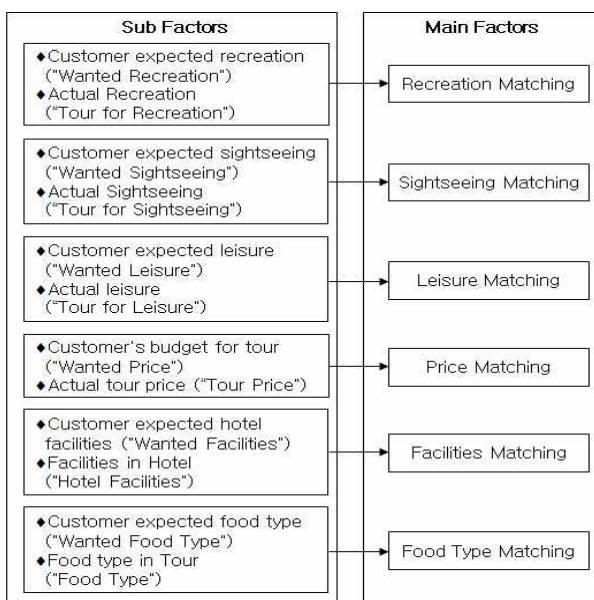 Sub Factors
Main Factors
◆Customer expected recreation
("Wanted Recreation")
◆Actual Recreation
("Tour for Recreation")
Recreation Matching
◆Customer expected sightseeing
("Wanted Sightseeing")
◆Actual Sightseeing
("Tour for Sightseeing")
Sightseeing Matching
◆Customer expected leisure
("Wanted Leisure")
◆Actual leisure
("Tour for Leisure")
Leisure Matching
◆Customer's budget for tour
("Wanted Price")
◆Actual tour price ("Tour Price")
Price Matching
◆Customer expected hotel
facilities ("Wanted Facilities")
◆Facilities in Hotel
("Hotel Facilities")
Facilities Matching
◆Customer expected food type
("Wanted Food Type")
◆Food type in Tour
("Food Type")
Food Type Matching